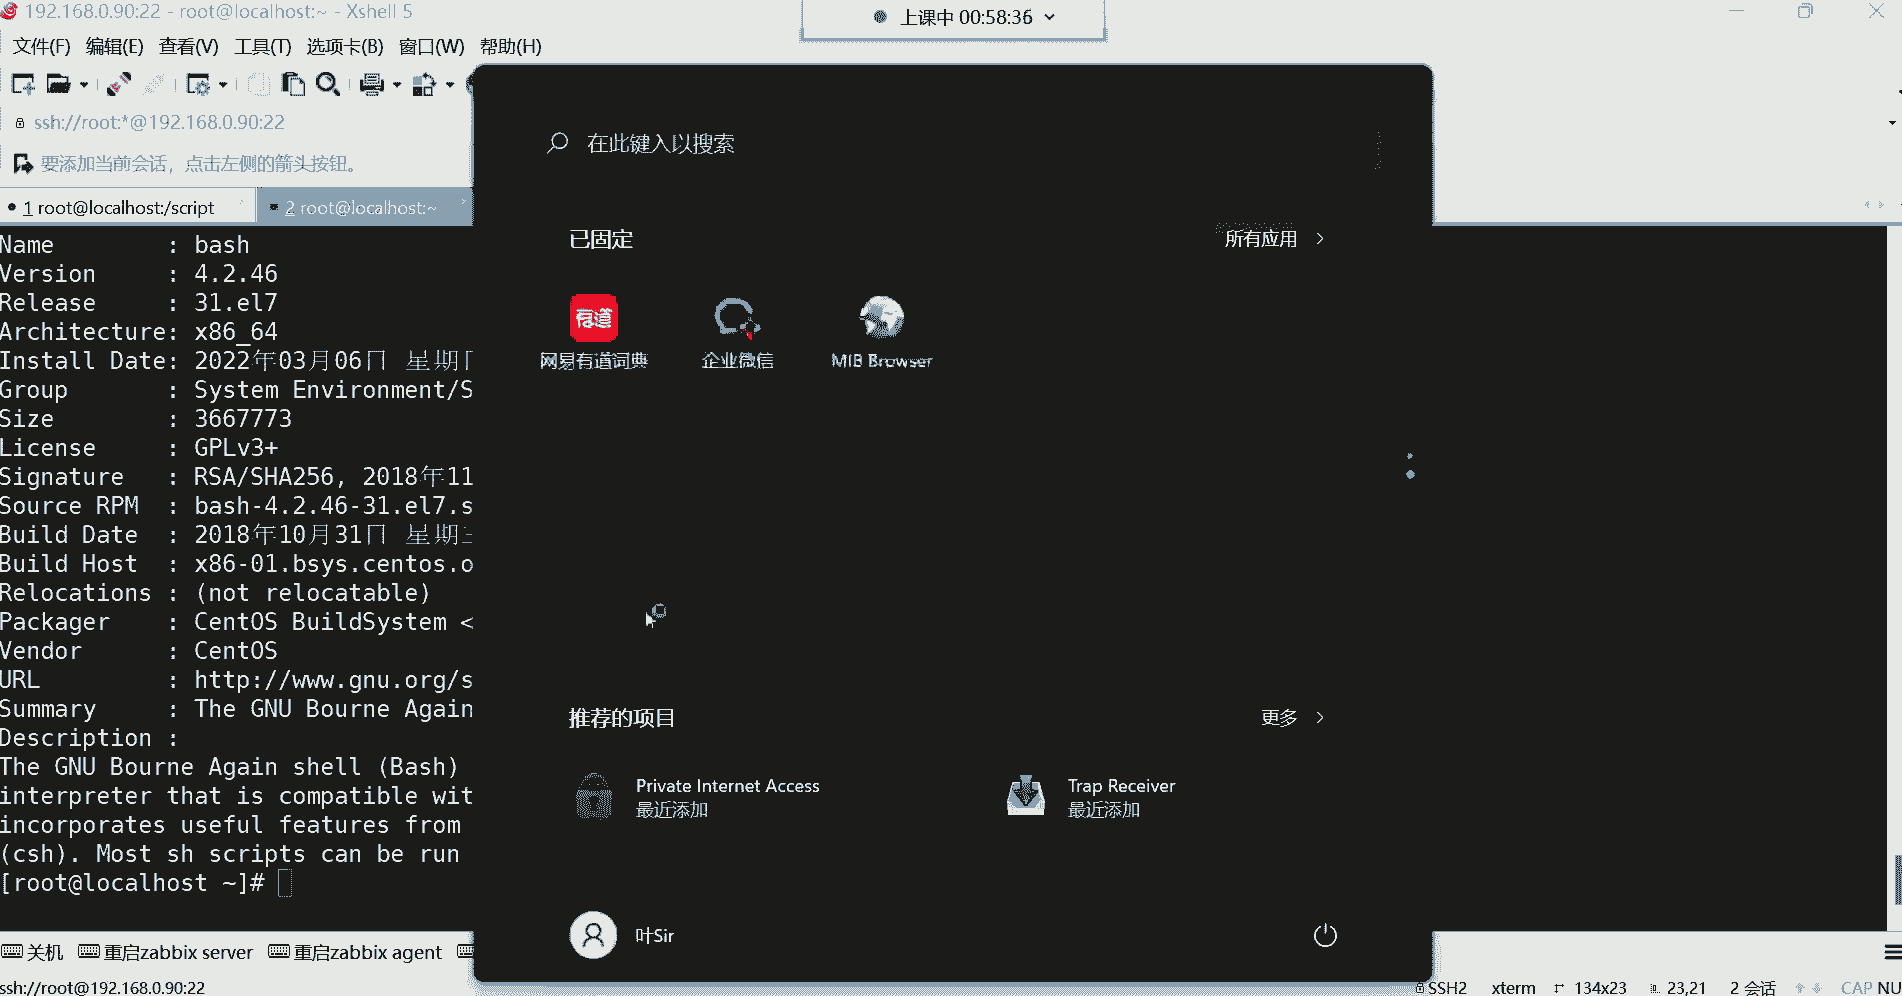 192.168.0.90:22 - root@localhost:~ - Xshell 5
上课中 00:58:36
文件(F) 编辑(E) 查看(V) 工具(T) 选项卡(B) 窗口(W) 帮助(H)
ssh://root:*@192.168.0.90:22
要添加当前会话，点击左侧的箭头按钮。
1 root@localhost:/script
2 root@localhost:~
Name : bash
Version : 4.2.46
Release : 31.el7
Architecture: x86_64
Install Date: 2022年03月06日 星期
Group : System Environment/S
Size : 3667773
License : GPLv3+
Signature : RSA/SHA256, 2018年11
Source RPM : bash-4.2.46-31.el7.s
Build Date : 2018年10月31日 星期
Build Host : x86-01.bsys.centos.o
Relocations : (not relocatable)
Packager : CentOS BuildSystem <
Vendor : CentOS
URL : http://www.gnu.org/s
Summary : The GNU Bourne Again
Description :
The GNU Bourne Again shell (Bash)
interpreter that is compatible wit
incorporates useful features from
(csh). Most sh scripts can be run
[root@localhost ~]#
在此键入以搜索
已固定
所有应用
有道
网易有道词典
企业微信
MIB Browser
推荐的项目
更多
Private Internet Access
最近添加
Trap Receiver
最近添加
叶Sir
关机 重启zabbix server 重启zabbix agent
ssh://root@192.168.0.90:22
SSH2 xterm 134x23 23,21 2 会话 CAP NU